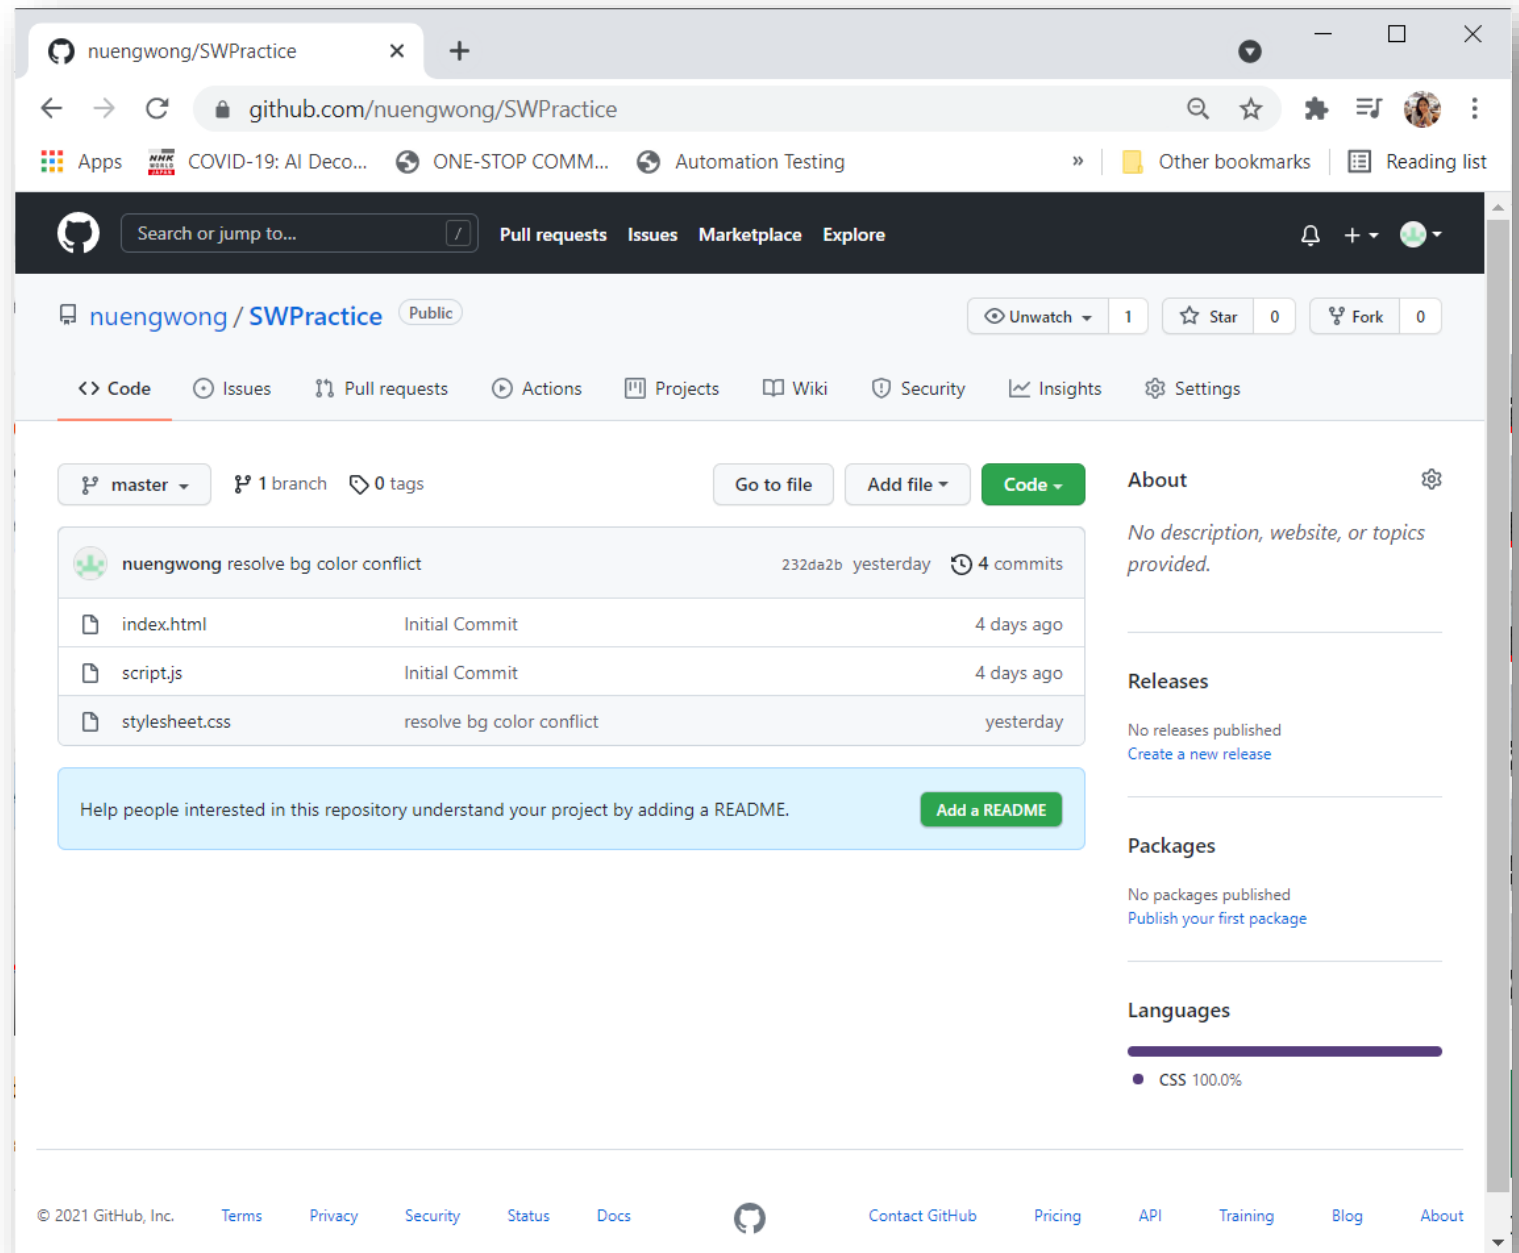 nuengwong/SWPractice
github.com/nuengwong/SWPractice
Apps NHK WORLD JAPAN COVID-19: AI Deco... ONE-STOP COMM... Automation Testing » Other bookmarks Reading list
Search or jump to... / Pull requests Issues Marketplace Explore
nuengwong / SWPractice Public Unwatch 1 Star 0 Fork 0
Code Issues Pull requests Actions Projects Wiki Security Insights Settings
master 1 branch 0 tags Go to file Add file Code
nuengwong resolve bg color conflict 232da2b yesterday 4 commits
index.html Initial Commit 4 days ago
script.js Initial Commit 4 days ago
stylesheet.css resolve bg color conflict yesterday
Help people interested in this repository understand your project by adding a README. Add a README
About
No description, website, or topics
provided.
Releases
No releases published
Create a new release
Packages
No packages published
Publish your first package
Languages
CSS 100.0%
© 2021 GitHub, Inc. Terms Privacy Security Status Docs Contact GitHub Pricing API Training Blog About